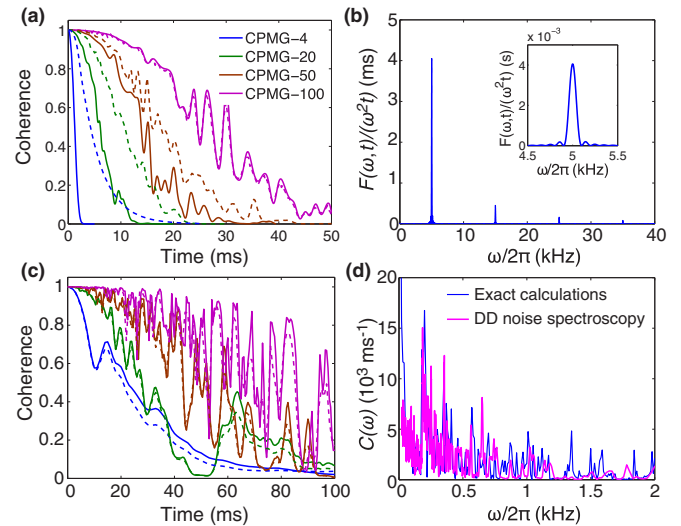 (a)
Coherence
1
0.8
0.6
0.4
0.2
0
0 10 20 30 40 50
Time (ms)
CPMG−4
CPMG−20
CPMG−50
CPMG−100
(b)
F(ω,t)/(ω²t) (ms)
5
4
3
2
1
0
0 10 20 30 40
ω/2π (kHz)
× 10⁻³
F(ω,t)/(ω²t) (s)
4
2
0
4.5 5 5.5
ω/2π (kHz)
(c)
Coherence
1
0.8
0.6
0.4
0.2
0
0 20 40 60 80 100
Time (ms)
(d)
C(ω) (10³ ms⁻¹)
20
15
10
5
0
0 0.5 1 1.5 2
ω/2π (kHz)
Exact calculations
DD noise spectroscopy